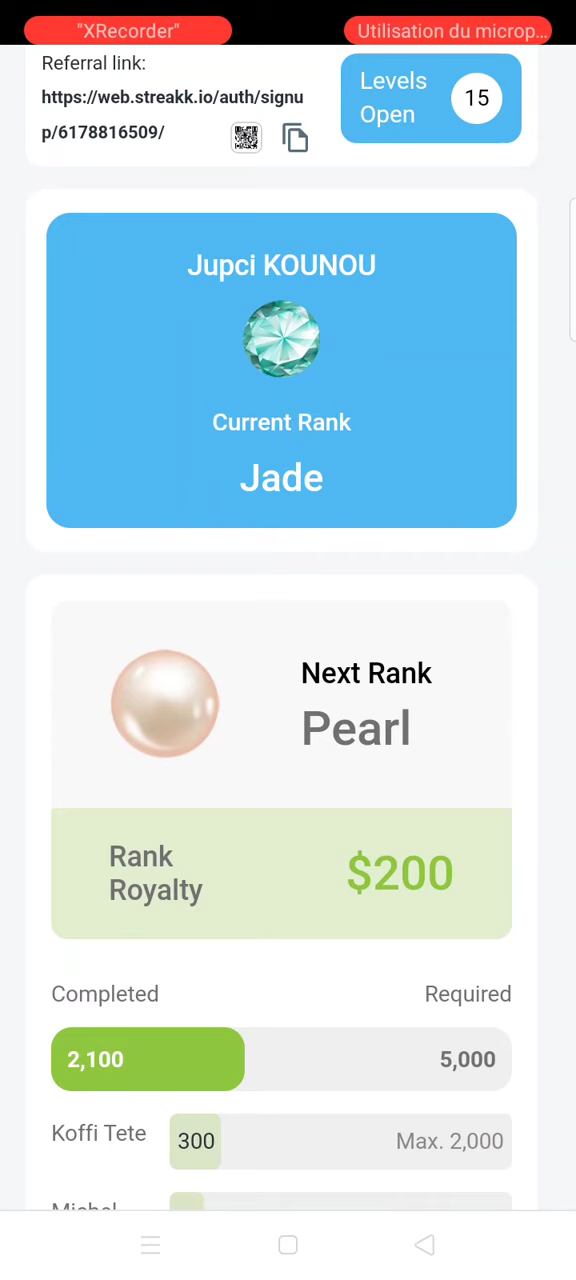 "XRecorder"
Utilisation du microp...
Referral link:
https://web.streakk.io/auth/signu
p/6178816509/
Levels
Open
15
Jupci KOUNOU
Current Rank
Jade
Next Rank
Pearl
Rank
Royalty
$200
Completed
Required
2,100
5,000
Koffi Tete
300
Max. 2,000
Michel